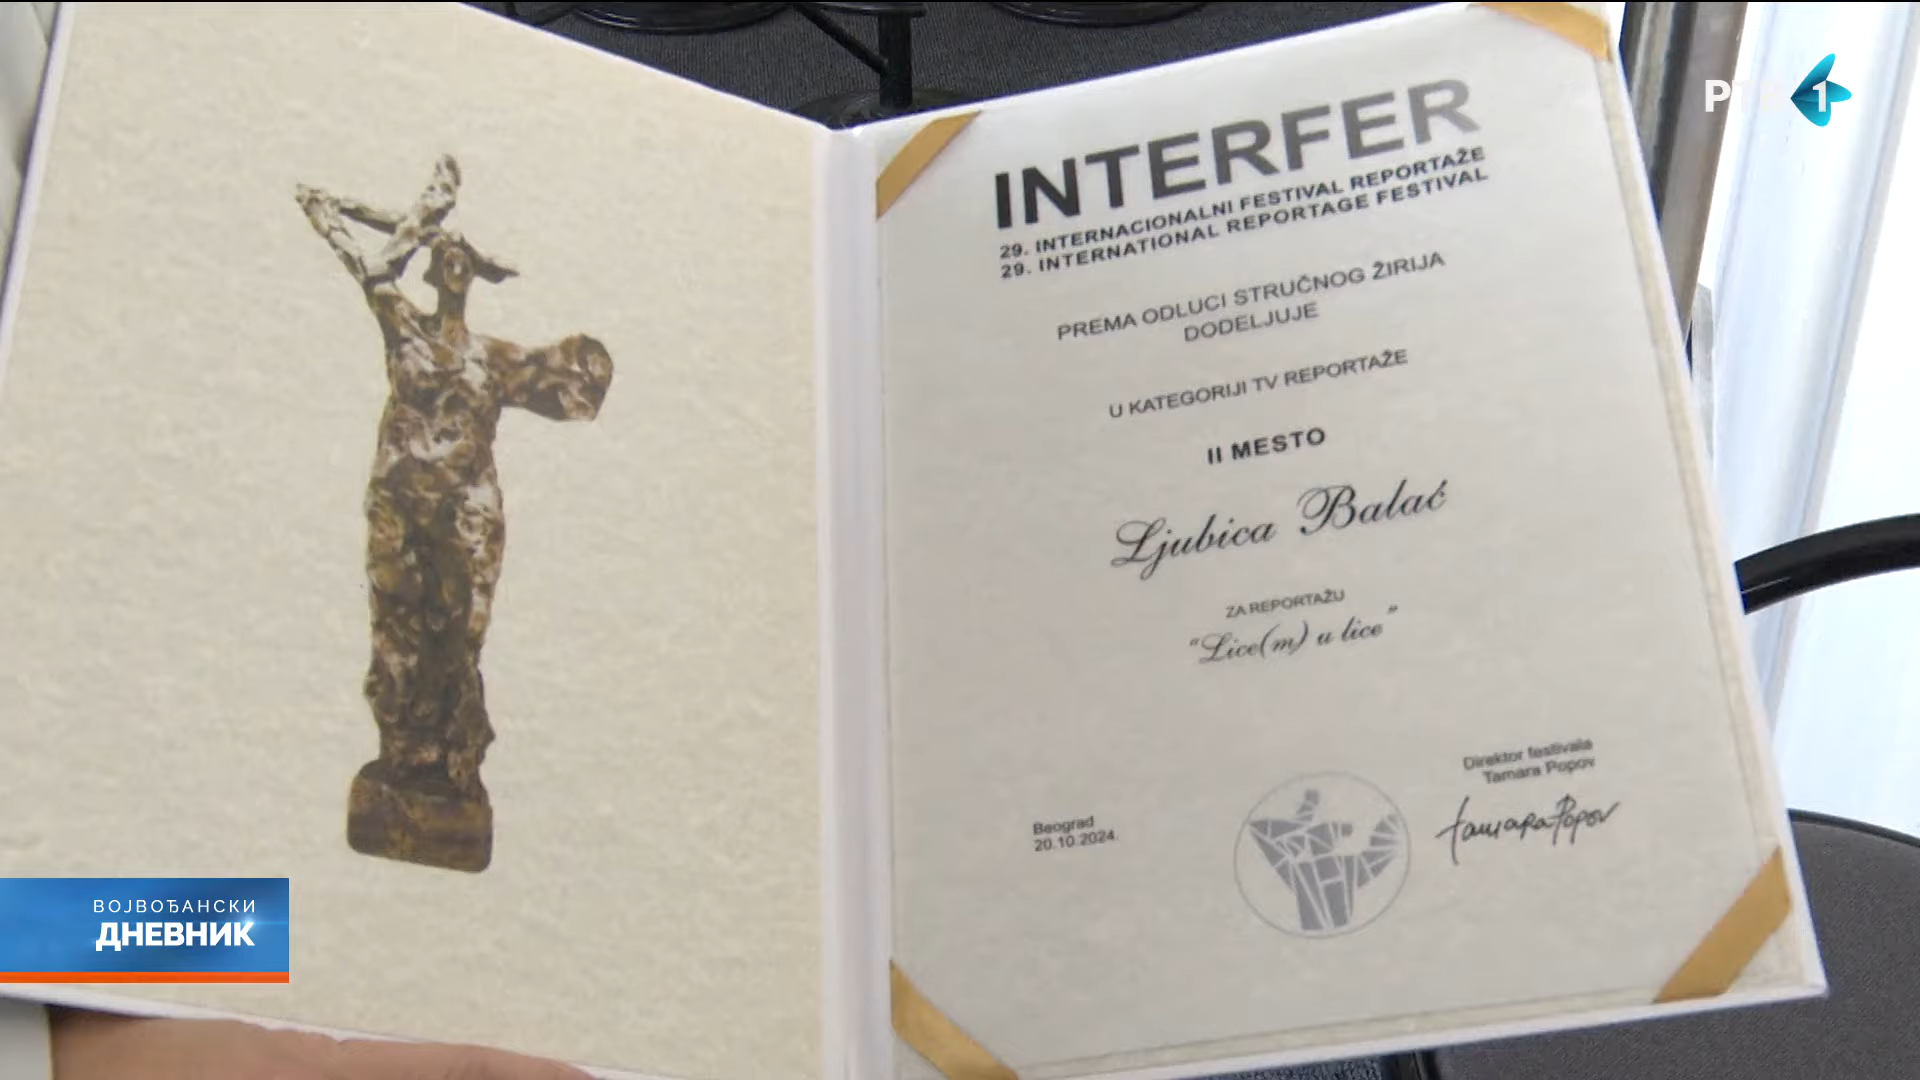 INTERFER
29. INTERNACIONALNI FESTIVAL REPORTAŽE
29. INTERNATIONAL REPORTAGE FESTIVAL
PREMA ODLUCI STRUČNOG ŽIRIJA
DODELJUJE
U KATEGORIJI TV REPORTAŽE
II MESTO
Ljubica Balać
ZA REPORTAŽU
“Lice(m) u lice”
Direktor festivala
Tamara Popov
Tamara Popov
Beograd
20.10.2024.
ВОЈВОЂАНСКИ
ДНЕВНИК
1